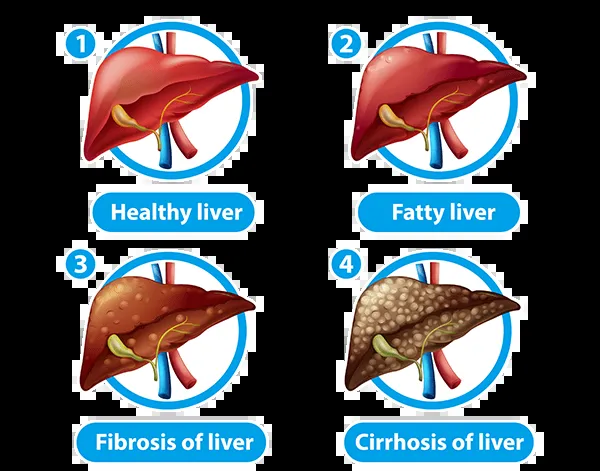 1
Healthy liver
2
Fatty liver
3
Fibrosis of liver
4
Cirrhosis of liver